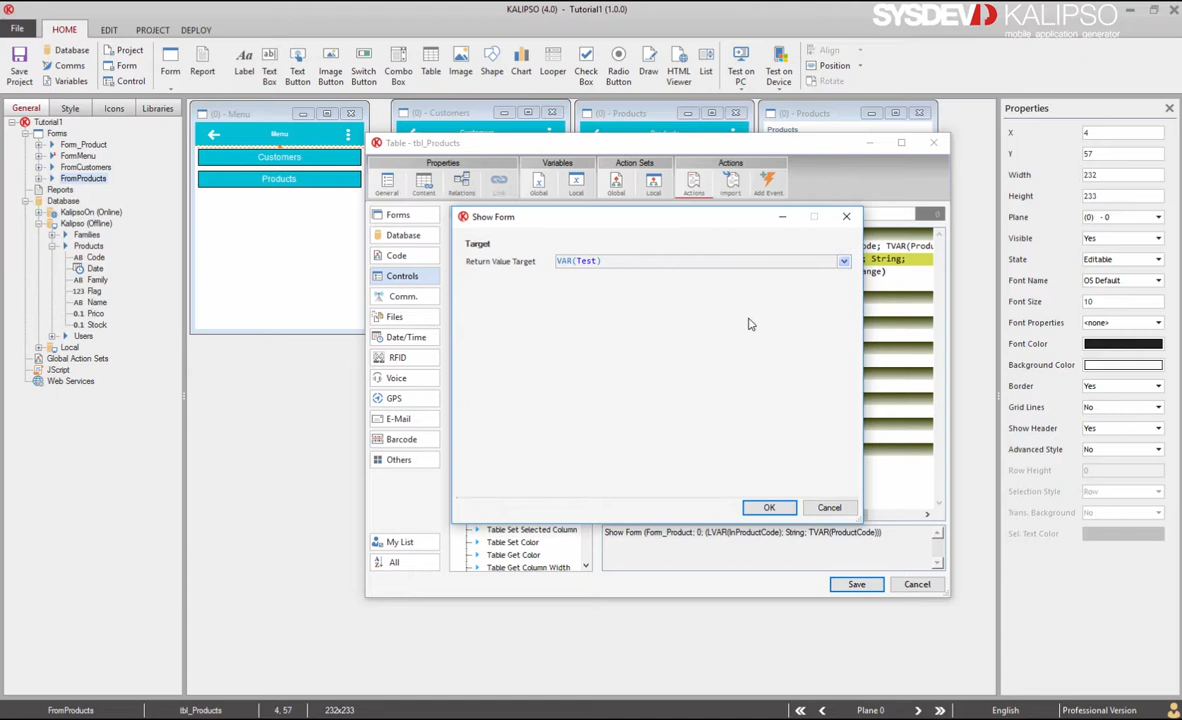 KALIPSO (4.0) - Tutorial1 (1.0.0)
SYSDEV KALIPSO
mobile application generator
File
HOME
EDIT
PROJECT
DEPLOY
Save Project
Database
Comms
Variables
Project
Form
Control
Form
Report
Label
Text Box
Text Button
Image Button
Switch Button
Combo Box
Table
Image
Shape
Chart
Looper
Check Box
Radio Button
Draw
HTML Viewer
List
Test on PC
Test on Device
Align
Position
Rotate
General
Style
Icons
Libraries
Tutorial1
Forms
Form_Product
FormMenu
FromCustomers
FromProducts
Reports
Database
KalipsoOn (Online)
Kalipso (Offline)
Families
Products
Code
Date
Family
Flag
Name
Prico
Stock
Users
Local
Global Action Sets
JScript
Web Services
(0) - Menu
Menu
Customers
Products
(0) - Customers
(0) - Products
(0) - Products
Products
Table - tbl_Products
Properties
Variables
Action Sets
Actions
General
Content
Relations
Link
Global
Local
Global
Local
Actions
Import
Add Event
Forms
Database
Code
Controls
Comm.
Files
Date/Time
RFID
Voice
GPS
E-Mail
Barcode
Others
My List
All
0
ode; TVAR(Produ
String;
ange)
Show Form
Target
Return Value Target
VAR(Test)
OK
Cancel
Table Set Selected Column
Table Set Color
Table Get Color
Table Get Column Width
Show Form (Form_Product; 0; (LVAR(InProductCode); String; TVAR(ProductCode)))
Save
Cancel
Properties
X 4
Y 57
Width 232
Height 233
Plane (0) - 0
Visible Yes
State Editable
Font Name OS Default
Font Size 10
Font Properties <none>
Font Color
Background Color
Border Yes
Grid Lines No
Show Header Yes
Advanced Style No
Row Height 0
Selection Style Row
Trans. Background No
Sel. Text Color
FromProducts
tbl_Products
4, 57
232x233
Plane 0
English
Professional Version